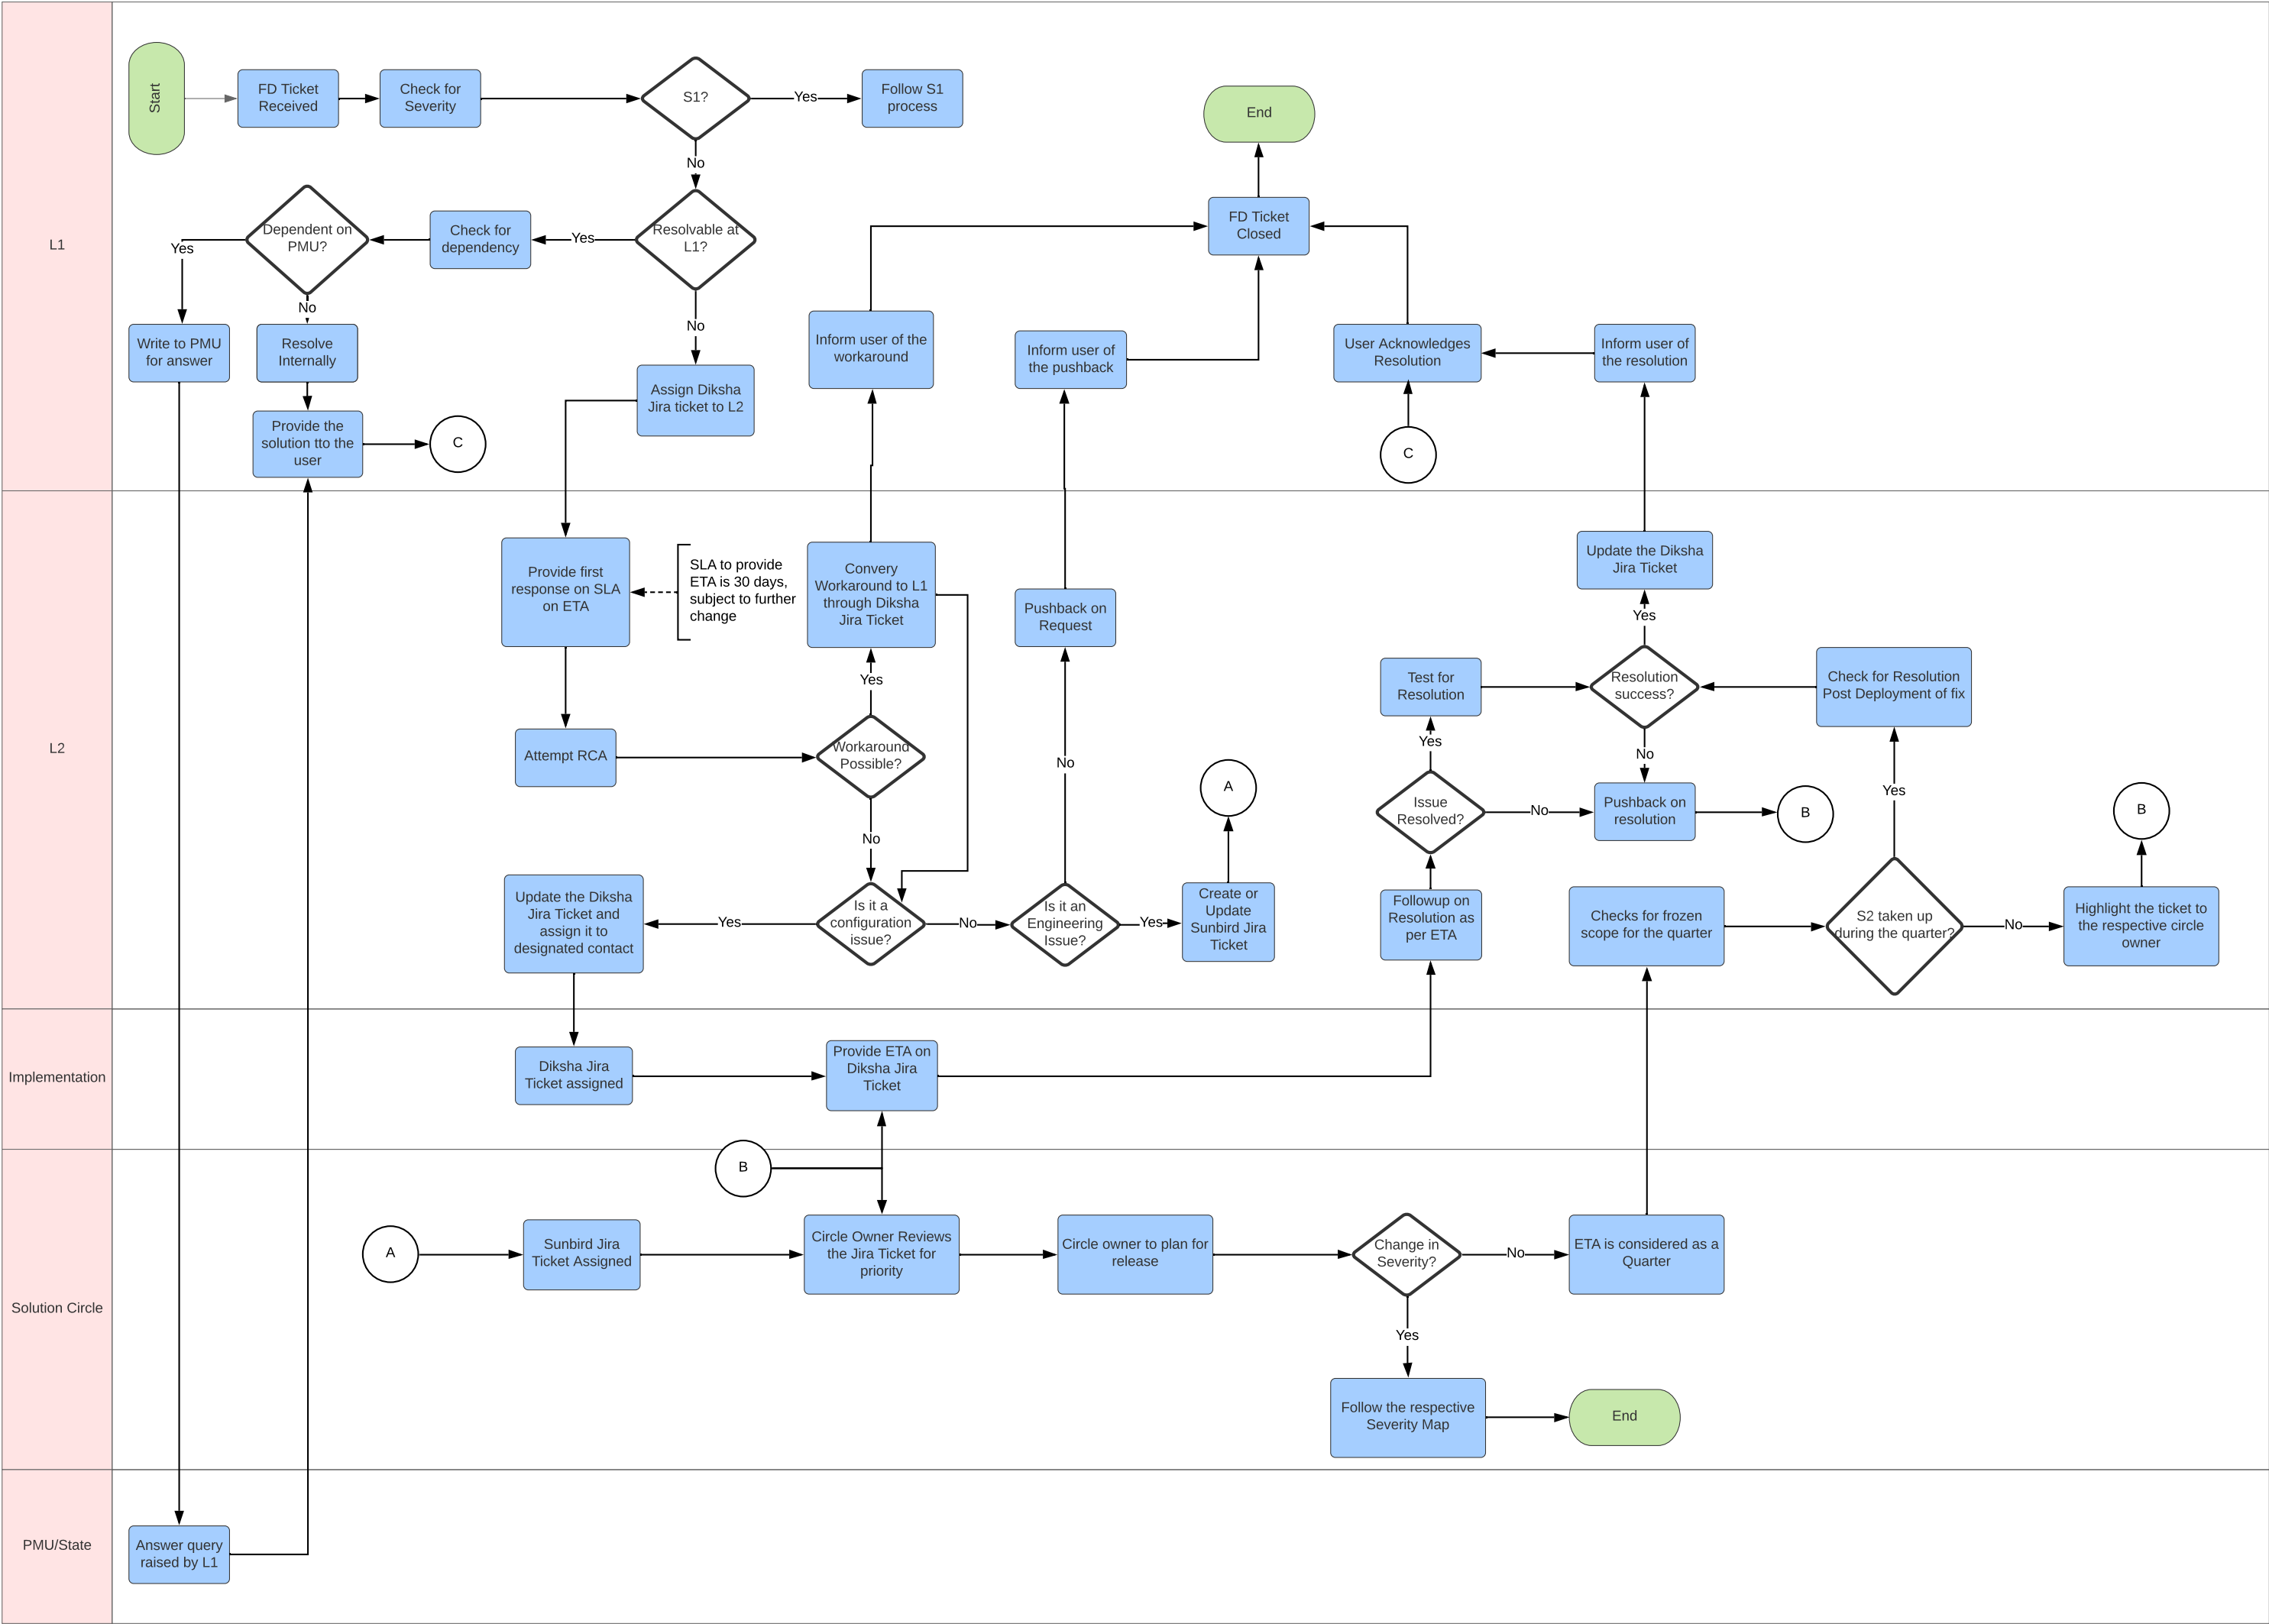 L1
Start
FD Ticket
Received
Check for
Severity
S1?
Yes
Follow S1
process
End
No
Dependent on
PMU?
Yes
Check for
dependency
Yes
Resolvable at
L1?
FD Ticket
Closed
No
No
Write to PMU
for answer
Resolve
Internally
Inform user of the
workaround
Inform user of
the pushback
User Acknowledges
Resolution
Inform user of
the resolution
Assign Diksha
Jira ticket to L2
Provide the
solution tto the
user
C
C
L2
Provide first
response on SLA
on ETA
SLA to provide
ETA is 30 days,
subject to further
change
Convery
Workaround to L1
through Diksha
Jira Ticket
Pushback on
Request
Update the Diksha
Jira Ticket
Yes
Yes
Test for
Resolution
Resolution
success?
Check for Resolution
Post Deployment of fix
Attempt RCA
Workaround
Possible?
No
Yes
No
Yes
A
Issue
Resolved?
No
Pushback on
resolution
B
B
No
Update the Diksha
Jira Ticket and
assign it to
designated contact
Yes
Is it a
configuration
issue?
No
Is it an
Engineering
Issue?
Yes
Create or
Update
Sunbird Jira
Ticket
Followup on
Resolution as
per ETA
Checks for frozen
scope for the quarter
S2 taken up
during the quarter?
No
Highlight the ticket to
the respective circle
owner
Implementation
Diksha Jira
Ticket assigned
Provide ETA on
Diksha Jira
Ticket
Solution Circle
B
A
Sunbird Jira
Ticket Assigned
Circle Owner Reviews
the Jira Ticket for
priority
Circle owner to plan for
release
Change in
Severity?
No
ETA is considered as a
Quarter
Yes
Follow the respective
Severity Map
End
PMU/State
Answer query
raised by L1